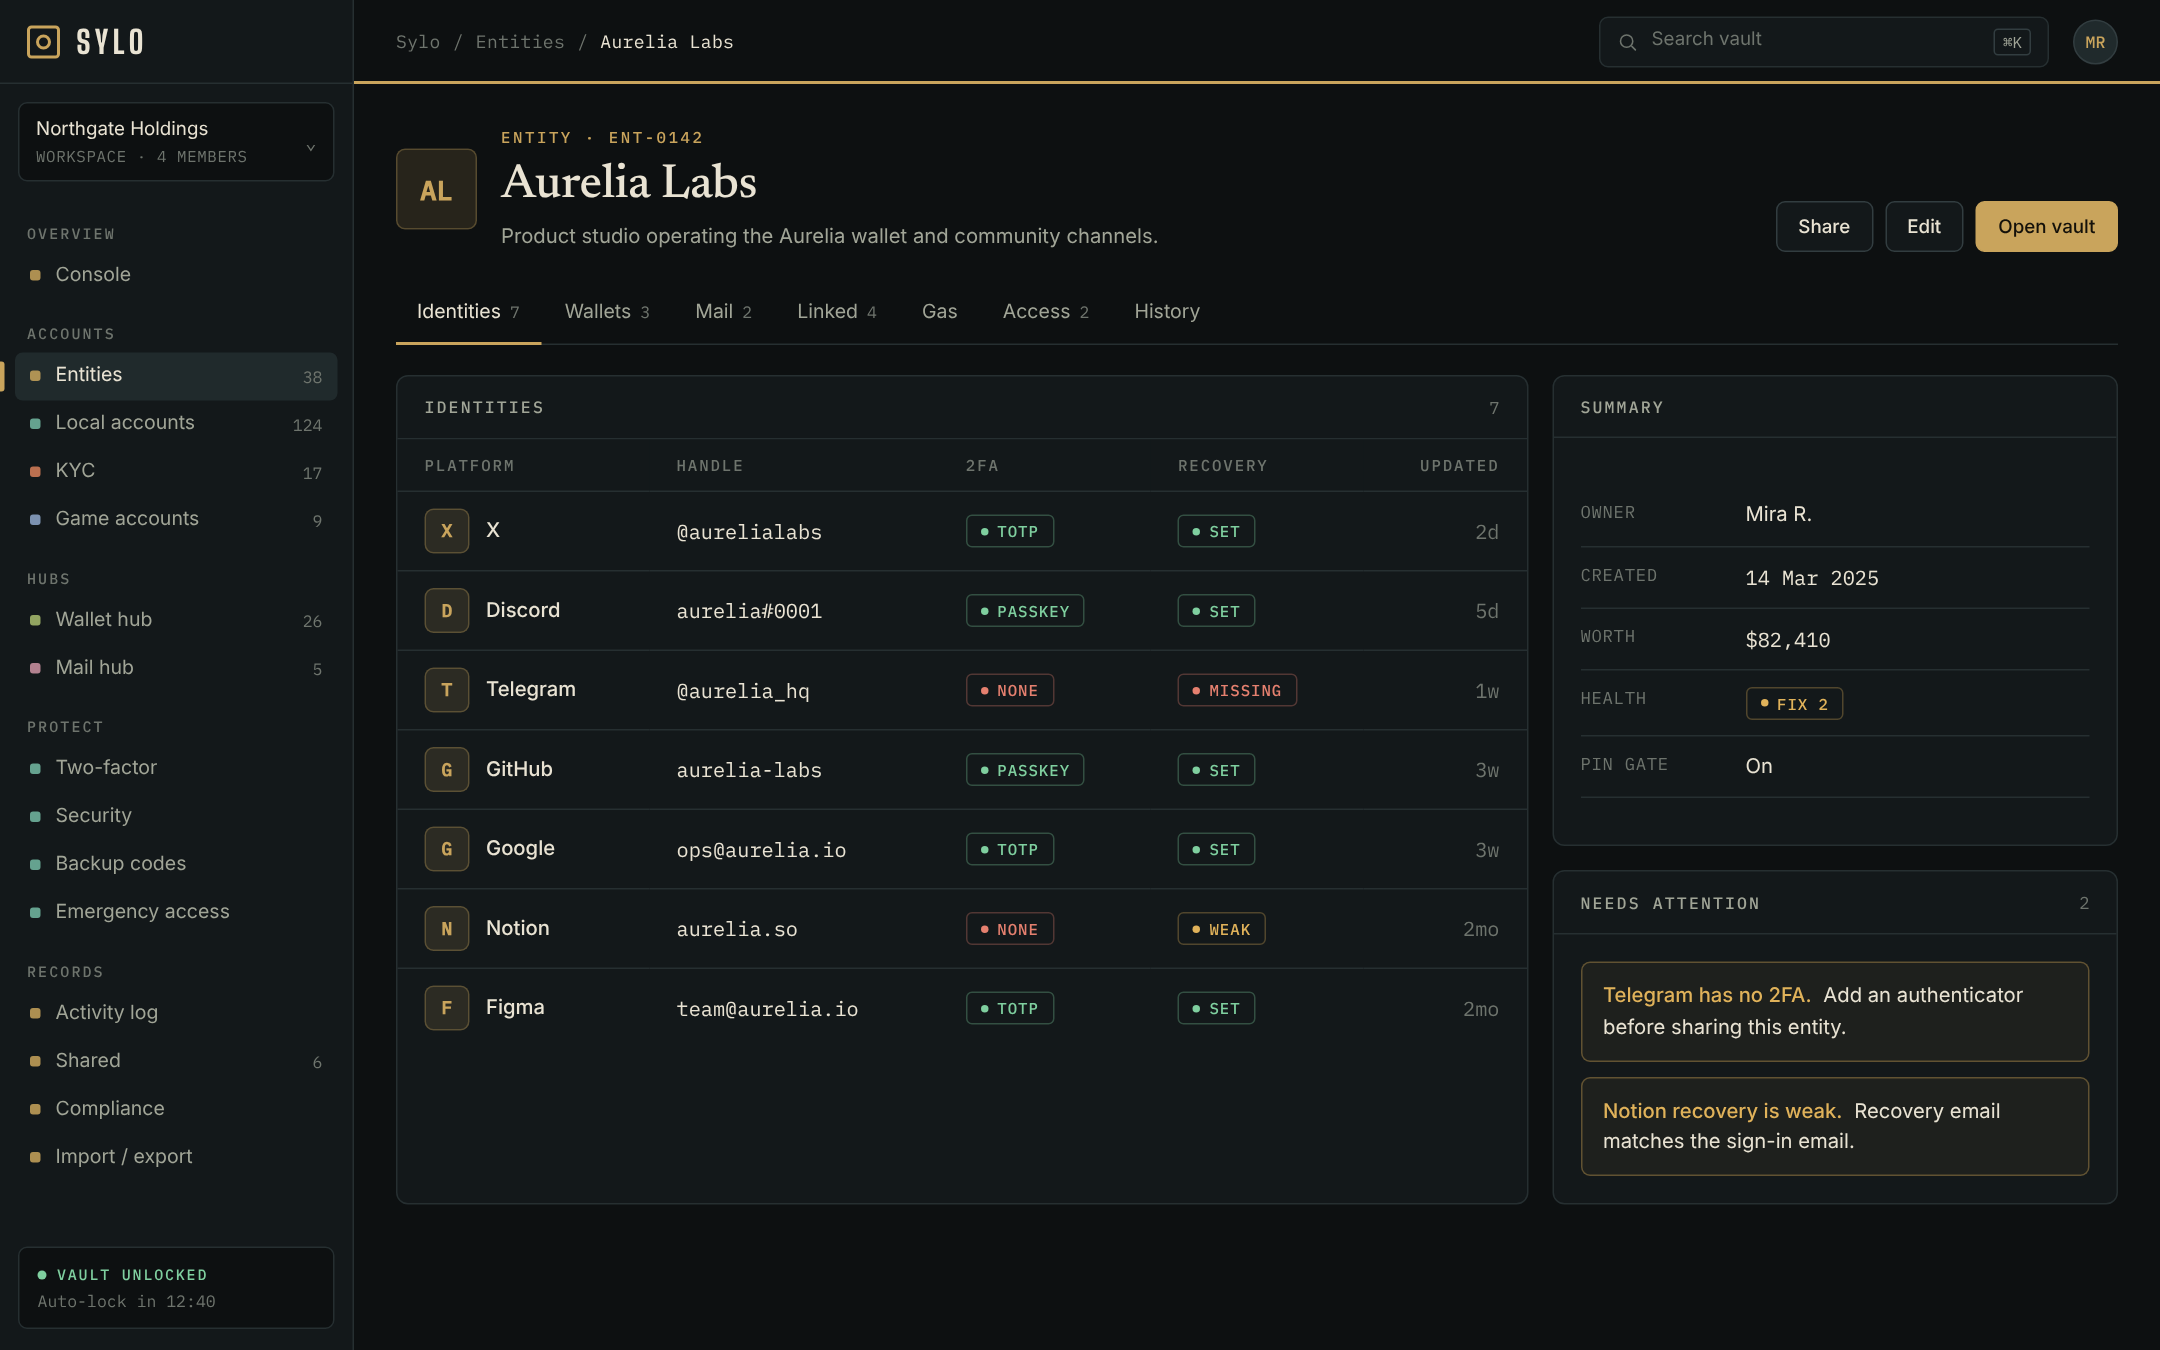 SYLO
Northgate Holdings
WORKSPACE · 4 MEMBERS
OVERVIEW
Console
ACCOUNTS
Entities 38
Local accounts 124
KYC 17
Game accounts 9
HUBS
Wallet hub 26
Mail hub 5
PROTECT
Two-factor
Security
Backup codes
Emergency access
RECORDS
Activity log
Shared 6
Compliance
Import / export
VAULT UNLOCKED
Auto-lock in 12:40
Sylo / Entities / Aurelia Labs
Search vault ⌘K
MR
AL
ENTITY · ENT-0142
Aurelia Labs
Product studio operating the Aurelia wallet and community channels.
Share Edit Open vault
Identities 7 Wallets 3 Mail 2 Linked 4 Gas Access 2 History
IDENTITIES 7
PLATFORM HANDLE 2FA RECOVERY UPDATED
X X @aurelialabs TOTP SET 2d
D Discord aurelia#0001 PASSKEY SET 5d
T Telegram @aurelia_hq NONE MISSING 1w
G GitHub aurelia-labs PASSKEY SET 3w
G Google ops@aurelia.io TOTP SET 3w
N Notion aurelia.so NONE WEAK 2mo
F Figma team@aurelia.io TOTP SET 2mo
SUMMARY
OWNER Mira R.
CREATED 14 Mar 2025
WORTH $82,410
HEALTH FIX 2
PIN GATE On
NEEDS ATTENTION 2
Telegram has no 2FA. Add an authenticator
before sharing this entity.
Notion recovery is weak. Recovery email
matches the sign-in email.